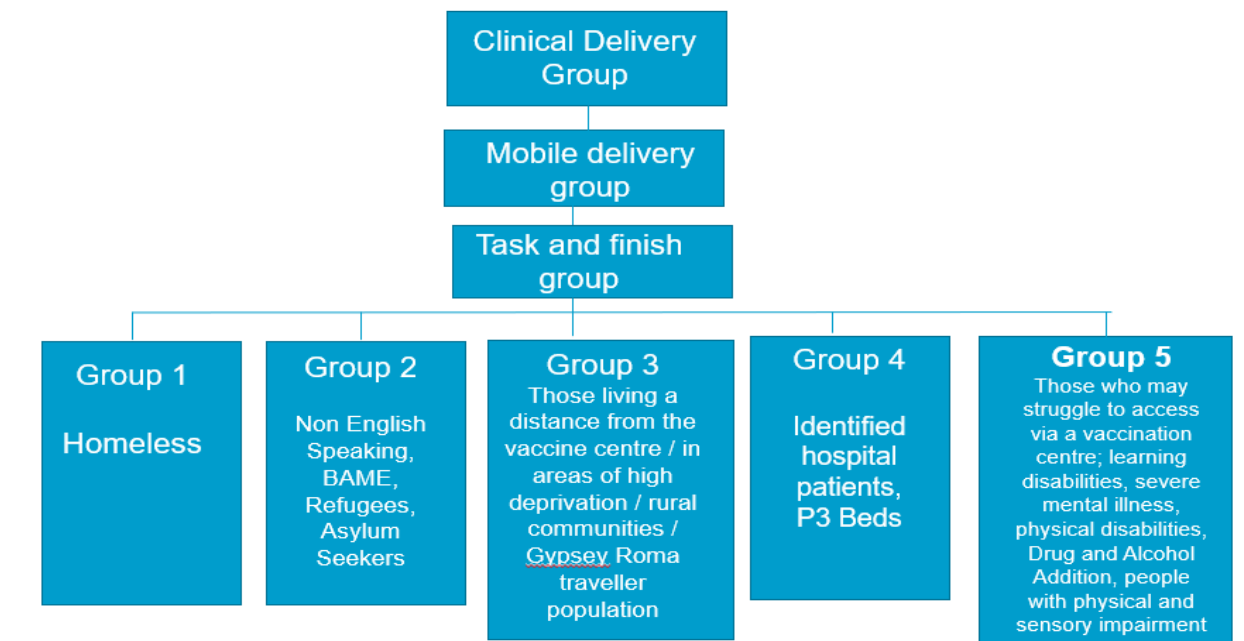 Clinical Delivery
Group
Mobile delivery
group
Task and finish
group
Group 1
Homeless
Group 2
Non English
Speaking,
BAME,
Refugees,
Asylum
Seekers
Group 3
Those living a
distance from the
vaccine centre / in
areas of high
deprivation / rural
communities /
Gypsey Roma
traveller
population
Group 4
Identified
hospital
patients,
P3 Beds
Group 5
Those who may
struggle to access
via a vaccination
centre; learning
disabilities, severe
mental illness,
physical disabilities,
Drug and Alcohol
Addition, people
with physical and
sensory impairment